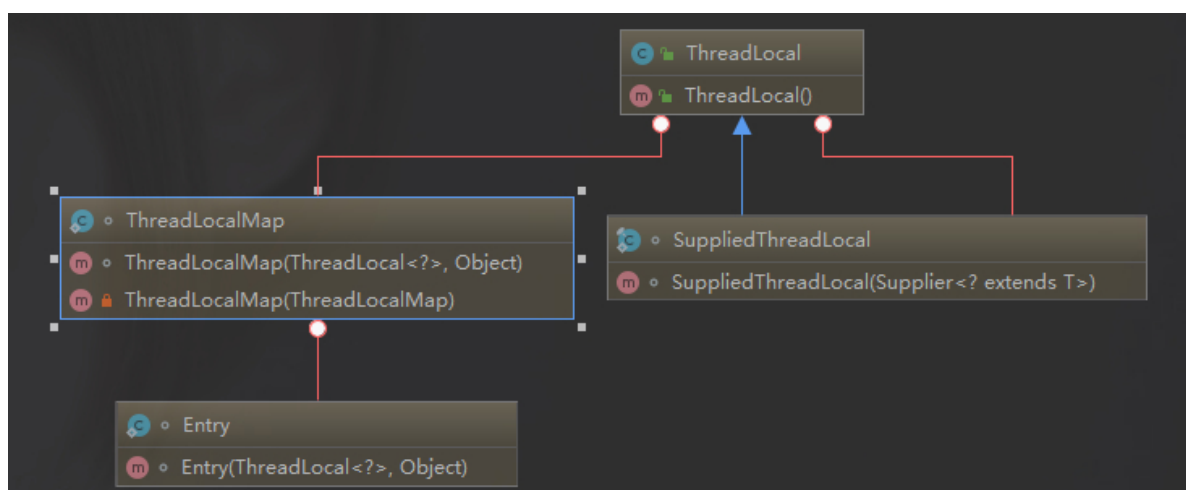 ThreadLocal
ThreadLocal()
ThreadLocalMap
ThreadLocalMap(ThreadLocal<?>, Object)
ThreadLocalMap(ThreadLocalMap)
SuppliedThreadLocal
SuppliedThreadLocal(Supplier<? extends T>)
Entry
Entry(ThreadLocal<?>, Object)